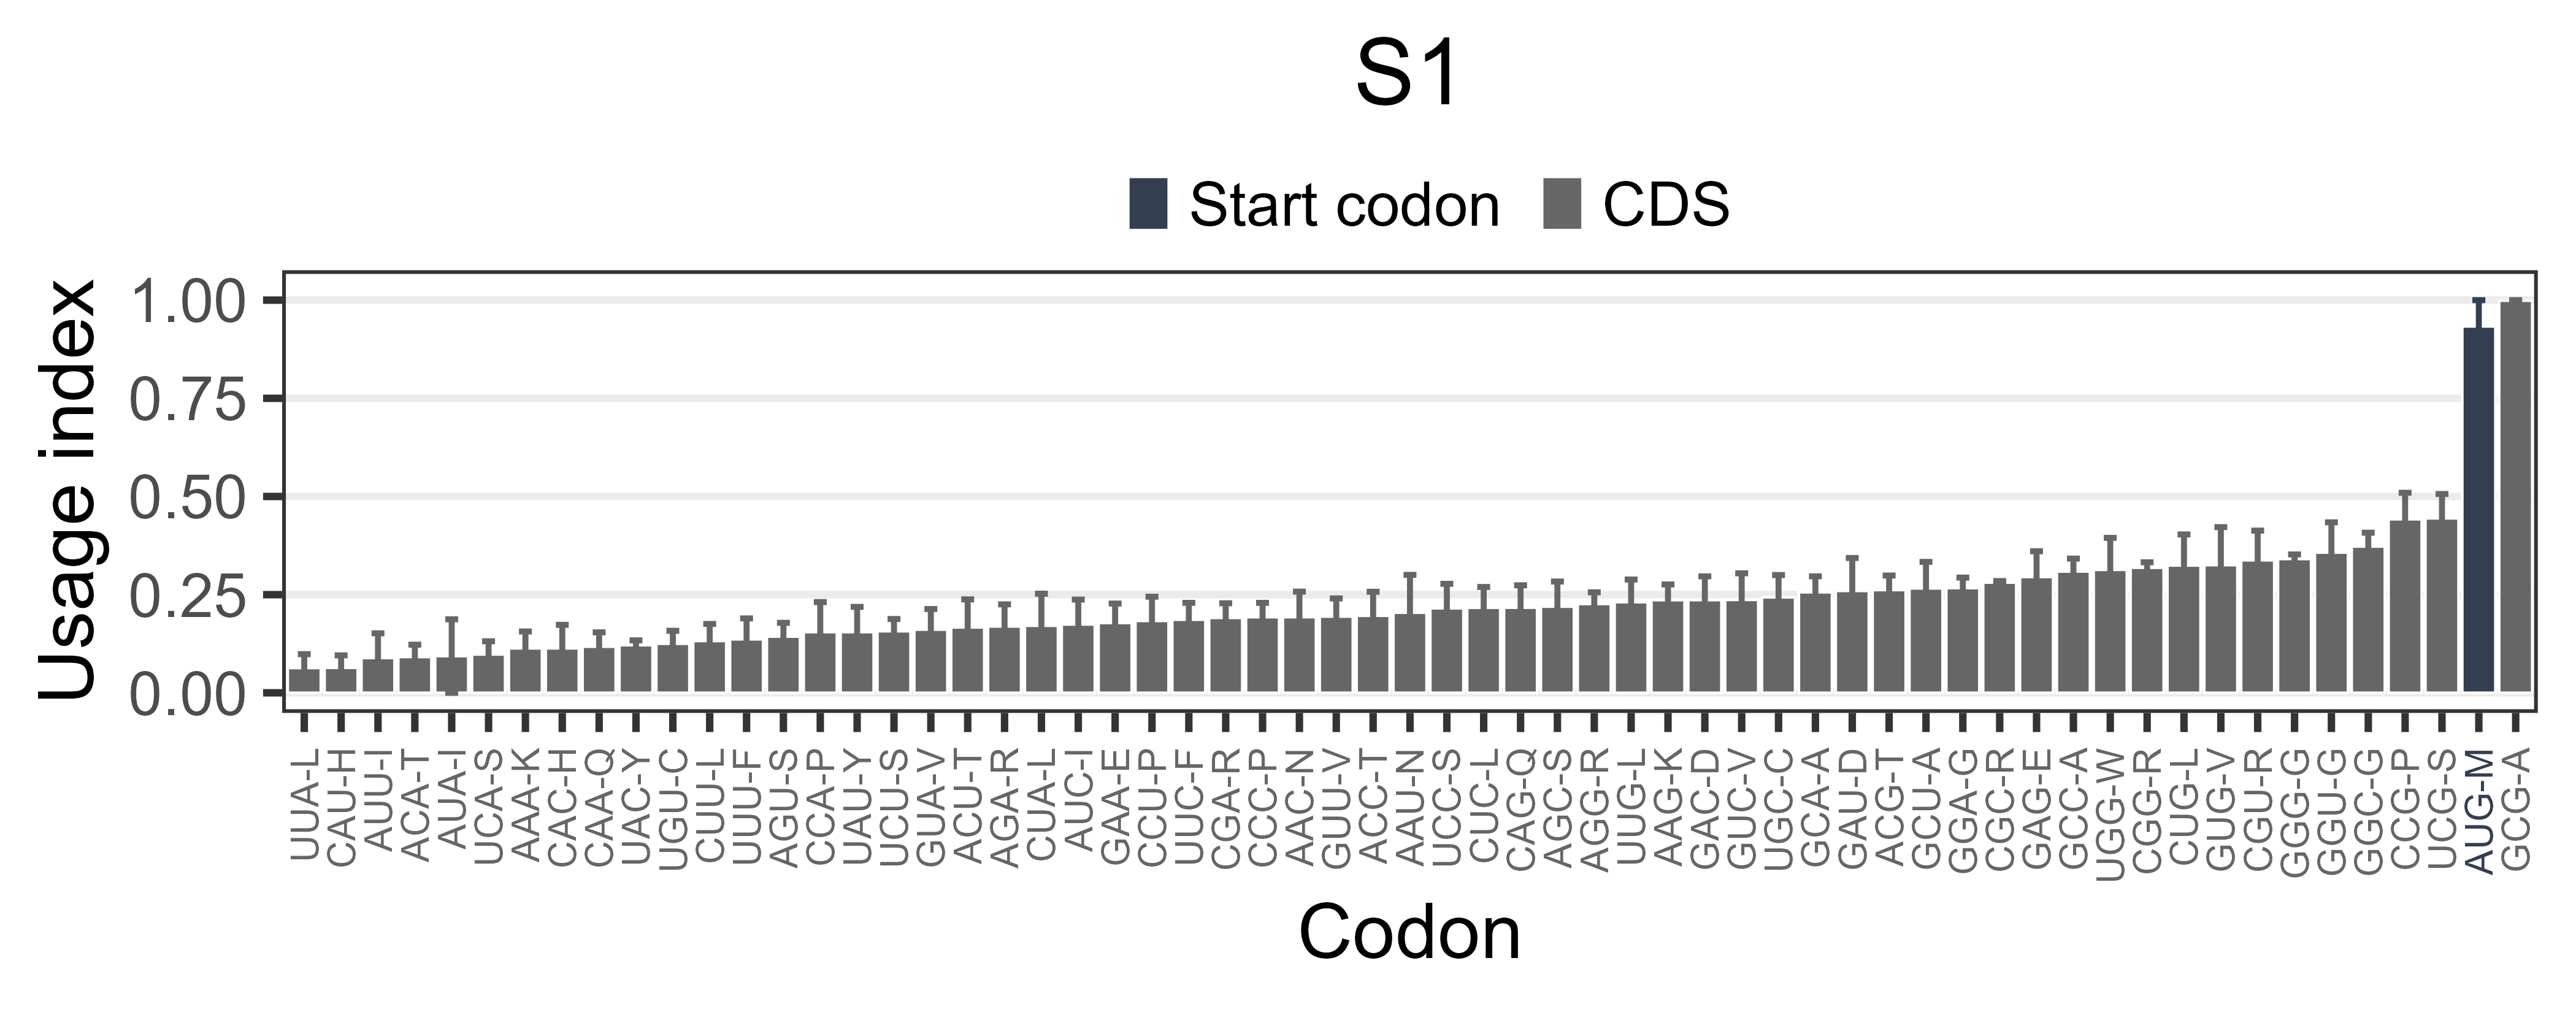 S1
Start codon CDS
Usage index
1.00
0.75
0.50
0.25
0.00
UUA-L
CAU-H
AUU-I
ACA-T
AUA-I
UCA-S
AAA-K
CAC-H
CAA-Q
UAC-Y
UGU-C
CUU-L
UUU-F
AGU-S
CCA-P
UAU-Y
UCU-S
GUA-V
ACU-T
AGA-R
CUA-L
AUC-I
GAA-E
CCU-P
UUC-F
CGA-R
CCC-P
AAC-N
GUU-V
ACC-T
AAU-N
UCC-S
CUC-L
CAG-Q
AGC-S
AGG-R
UUG-L
AAG-K
GAC-D
GUC-V
UGC-C
GCA-A
GAU-D
ACG-T
GCU-A
GGA-G
CGC-R
GAG-E
GCC-A
UGG-W
CGG-R
CUG-L
GUG-V
CGU-R
GGG-G
GGU-G
GGC-G
CCG-P
UCG-S
AUG-M
GCG-A
Codon